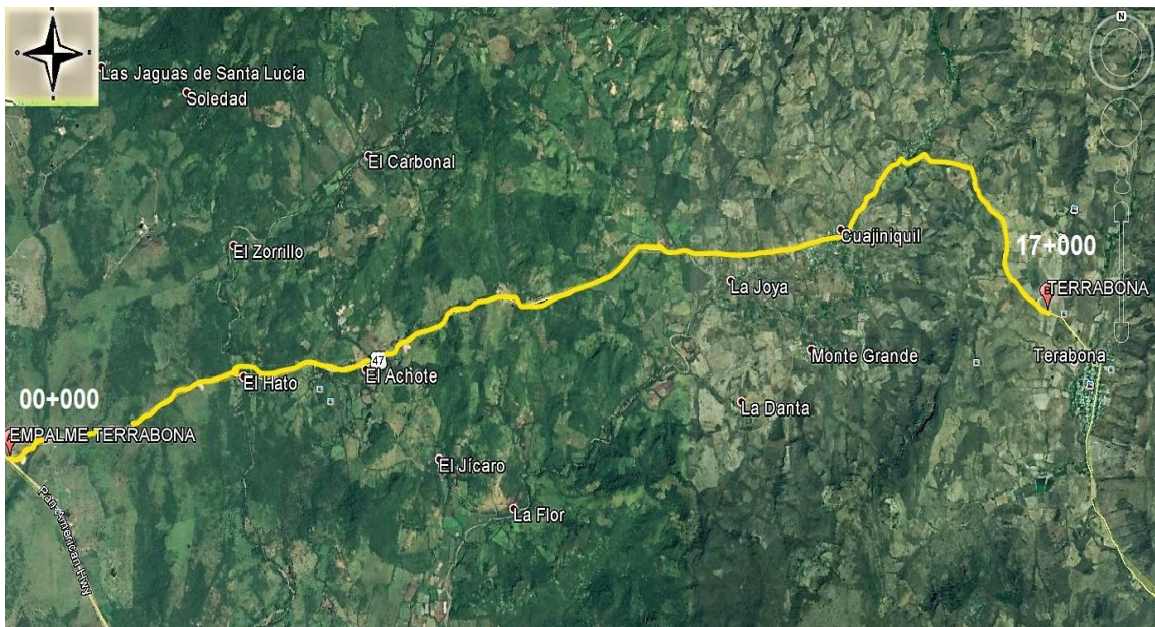 N
O
E
Las Jaguas de Santa Lucía
Soledad
El Carbonal
El Zorrillo
Cuajiniquil
17+000
La Joya
TERRABONA
Monte Grande
Terabona
47
El Achote
El Hato
00+000
La Danta
EMPALME TERRABONA
El Jícaro
La Flor
Pan American Hwy